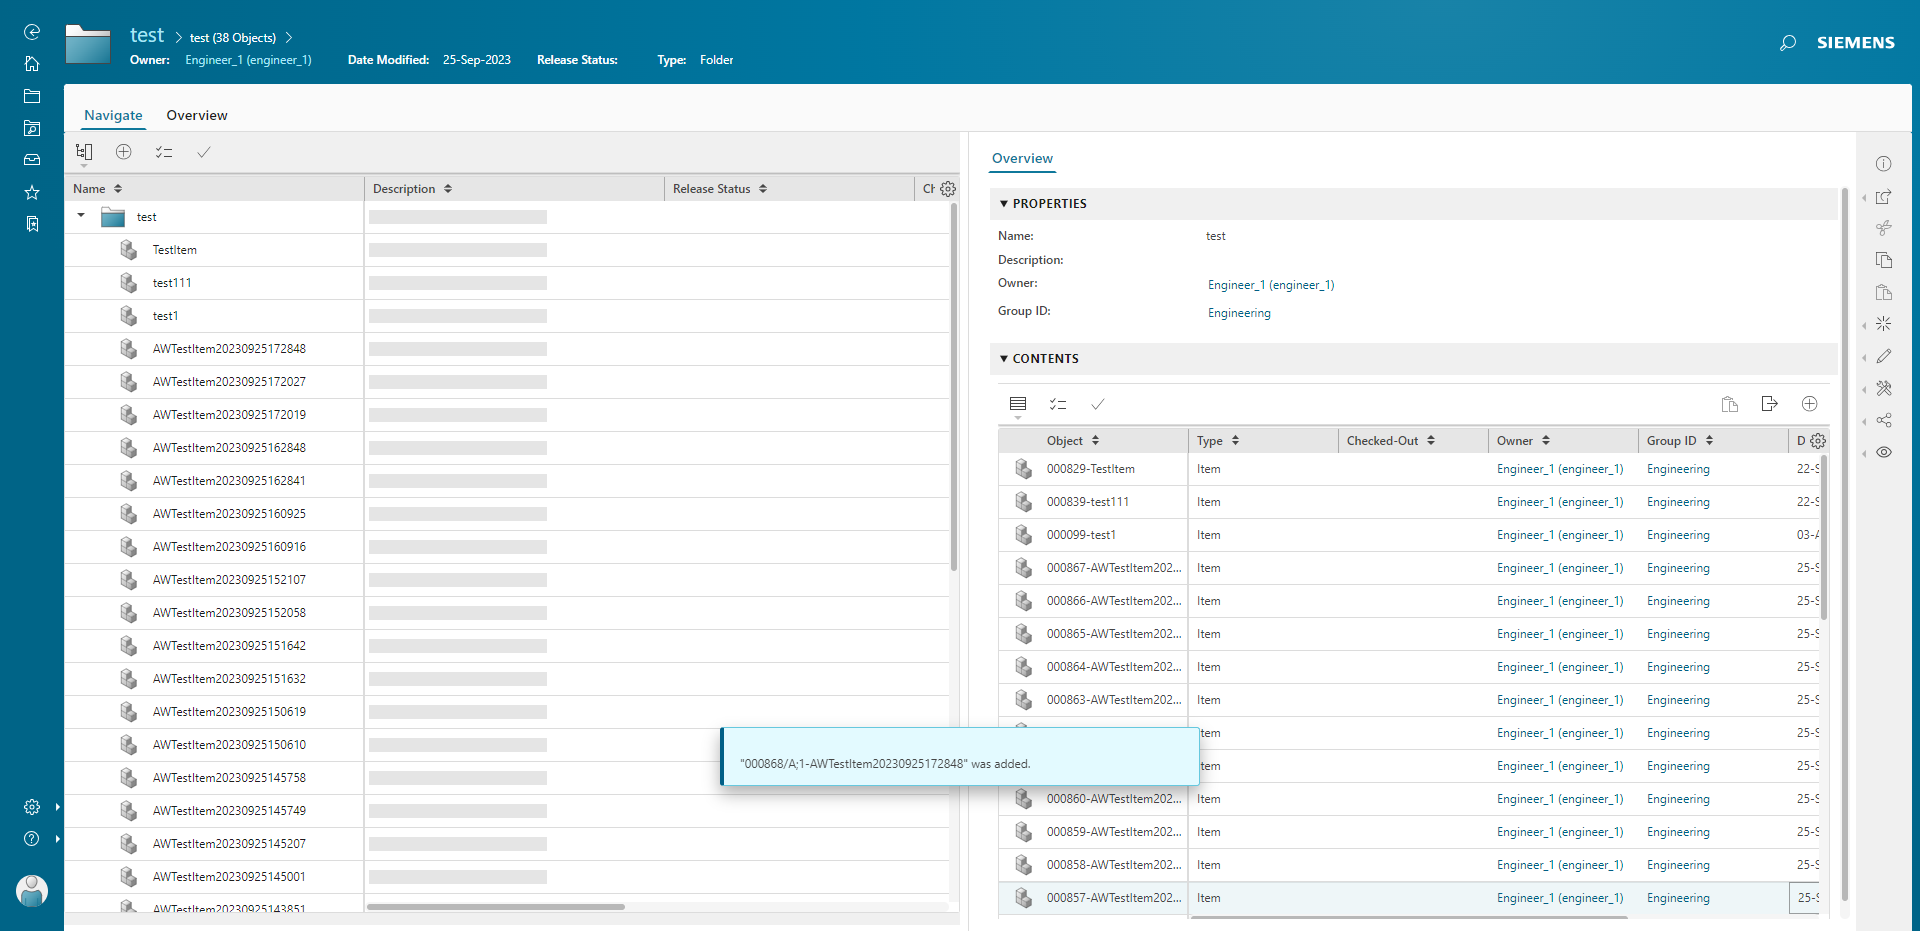 test
test (38 Objects)
Owner: Engineer_1 (engineer_1) Date Modified: 25-Sep-2023 Release Status: Type: Folder
SIEMENS
Navigate Overview
Name Description Release Status Ch
test
TestItem
test111
test1
AWTestItem20230925172848
AWTestItem20230925172027
AWTestItem20230925172019
AWTestItem20230925162848
AWTestItem20230925162841
AWTestItem20230925160925
AWTestItem20230925160916
AWTestItem20230925152107
AWTestItem20230925152058
AWTestItem20230925151642
AWTestItem20230925151632
AWTestItem20230925150619
AWTestItem20230925150610
AWTestItem20230925145758
AWTestItem20230925145749
AWTestItem20230925145207
AWTestItem20230925145001
AWTestItem20230925143851
Overview
PROPERTIES
Name: test
Description:
Owner: Engineer_1 (engineer_1)
Group ID: Engineering
CONTENTS
Object Type Checked-Out Owner Group ID D
000829-TestItem Item Engineer_1 (engineer_1) Engineering 22-S
000839-test111 Item Engineer_1 (engineer_1) Engineering 22-S
000099-test1 Item Engineer_1 (engineer_1) Engineering 03-A
000867-AWTestItem202... Item Engineer_1 (engineer_1) Engineering 25-S
000866-AWTestItem202... Item Engineer_1 (engineer_1) Engineering 25-S
000865-AWTestItem202... Item Engineer_1 (engineer_1) Engineering 25-S
000864-AWTestItem202... Item Engineer_1 (engineer_1) Engineering 25-S
000863-AWTestItem202... Item Engineer_1 (engineer_1) Engineering 25-S
tem Engineer_1 (engineer_1) Engineering 25-S
tem Engineer_1 (engineer_1) Engineering 25-S
"000868/A;1-AWTestItem20230925172848" was added.
000860-AWTestItem202... Item Engineer_1 (engineer_1) Engineering 25-S
000859-AWTestItem202... Item Engineer_1 (engineer_1) Engineering 25-S
000858-AWTestItem202... Item Engineer_1 (engineer_1) Engineering 25-S
000857-AWTestItem202... Item Engineer_1 (engineer_1) Engineering 25-S